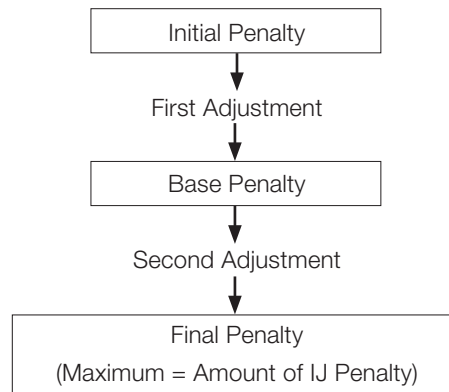 Initial Penalty
First Adjustment
Base Penalty
Second Adjustment
Final Penalty
(Maximum = Amount of IJ Penalty)